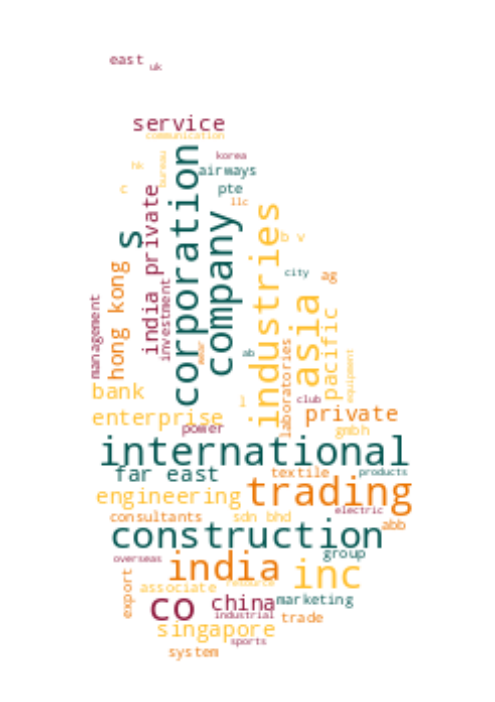 east
uk
service
communication
korea
hk
bureau
airways
c
pte
llc
corporation
india private
company
s
industries
b v
hong kong
investment
city
ag
management
asia
pacific
ab
equipment
laboratories
bank
club
i
enterprise
private
power
gmbh
international
far east
textile
products
engineering
trading
consultants
sdn bhd
electric
abb
construction
group
overseas
india
inc
export
associate
resource
co
china
marketing
industrial
trade
singapore
sports
system